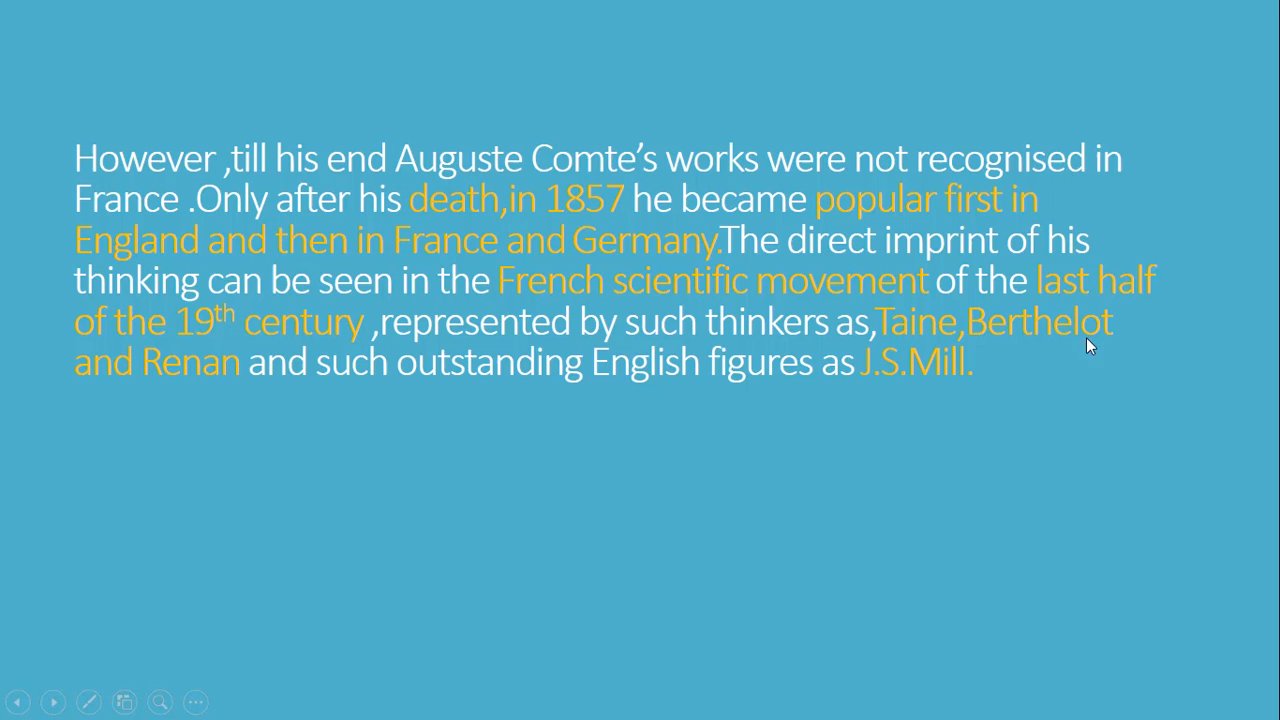 However ,till his end Auguste Comte’s works were not recognised in
France .Only after his death,in 1857 he became popular first in
England and then in France and Germany.The direct imprint of his
thinking can be seen in the French scientific movement of the last half
of the 19th century ,represented by such thinkers as,Taine,Berthelot
and Renan and such outstanding English figures as J.S.Mill.